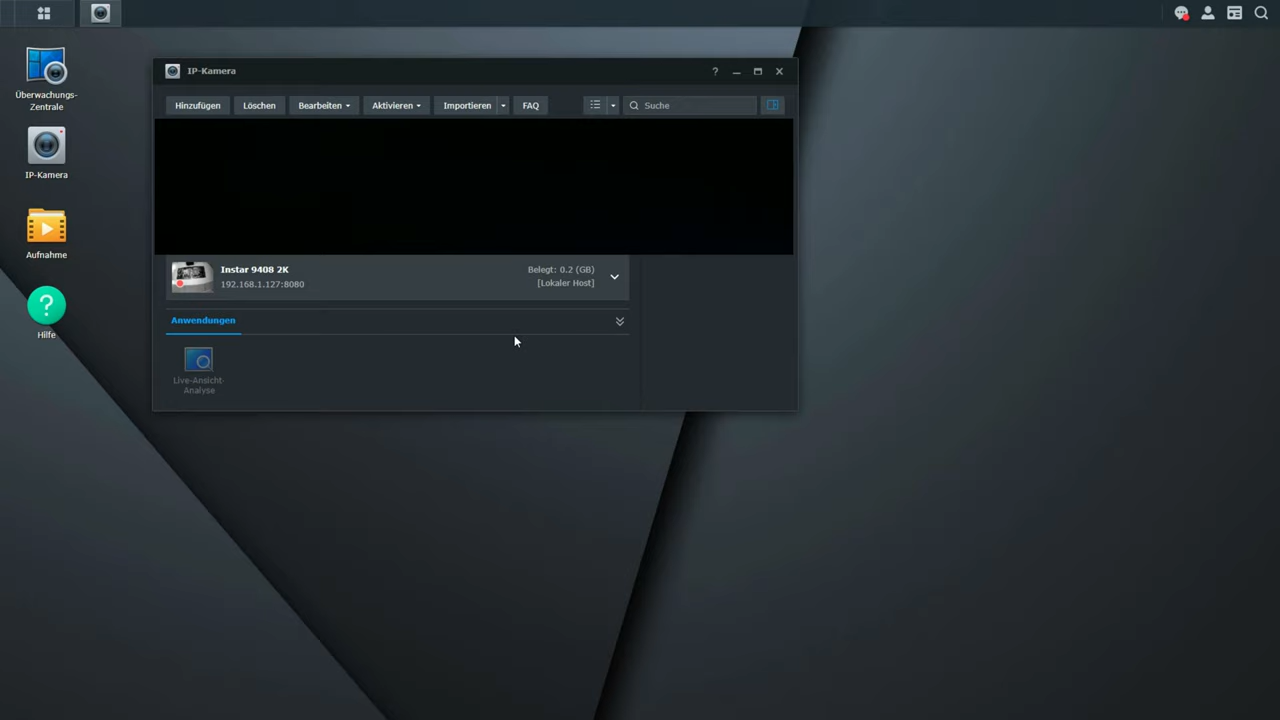 IP-Kamera
Überwachungs-
Zentrale
IP-Kamera
Aufnahme
Hilfe
Hinzufügen
Löschen
Bearbeiten
Aktivieren
Importieren
FAQ
Suche
Instar 9408 2K
192.168.1.127:8080
Belegt: 0.2 (GB)
[Lokaler Host]
Anwendungen
Live-Ansicht-
Analyse